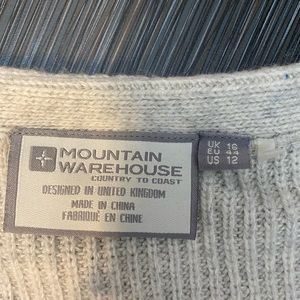 MOUNTAIN
WAREHOUSE
COUNTRY TO COAST
DESIGNED IN UNITED KINGDOM
MADE IN CHINA
FABRIQUÉ EN CHINE
UK 16
EU 44
US 12